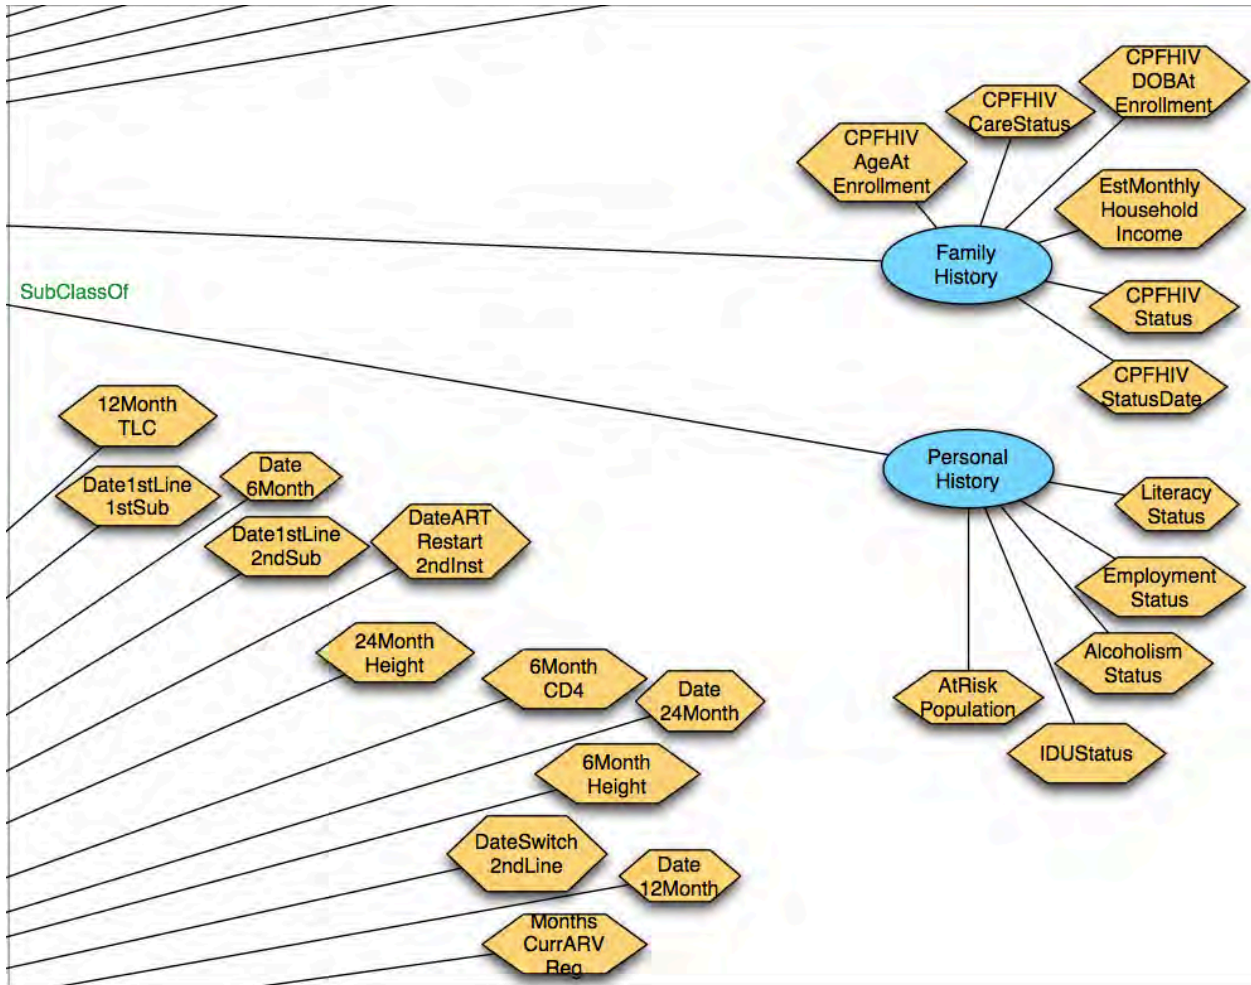 CPFHIV
DOBAt
Enrollment
CPFHIV
CareStatus
CPFHIV
AgeAt
Enrollment
EstMonthly
Household
Income
Family
History
SubClassOf
CPFHIV
Status
CPFHIV
StatusDate
12Month
TLC
Personal
History
Date
6Month
Date1stLine
1stSub
Literacy
Status
DateART
Restart
2ndInst
Date1stLine
2ndSub
Employment
Status
24Month
Height
Alcoholism
Status
6Month
CD4
Date
24Month
AtRisk
Population
IDUStatus
6Month
Height
DateSwitch
2ndLine
Date
12Month
Months
CurrARV
Reg